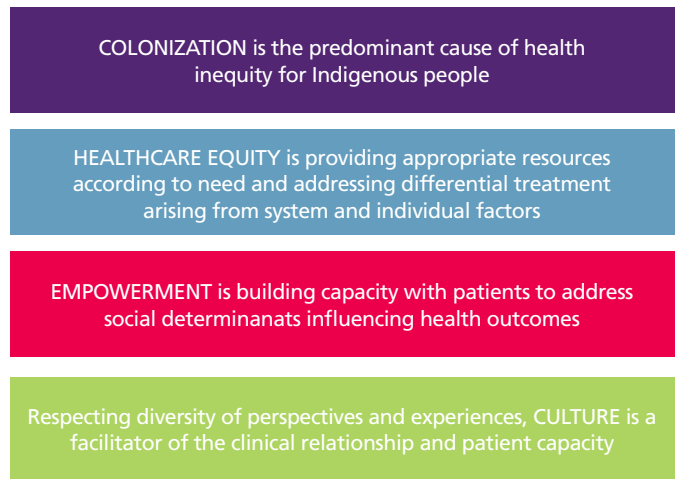 COLONIZATION is the predominant cause of health
inequity for Indigenous people
HEALTHCARE EQUITY is providing appropriate resources
according to need and addressing differential treatment
arising from system and individual factors
EMPOWERMENT is building capacity with patients to address
social determinanats influencing health outcomes
Respecting diversity of perspectives and experiences, CULTURE is a
facilitator of the clinical relationship and patient capacity